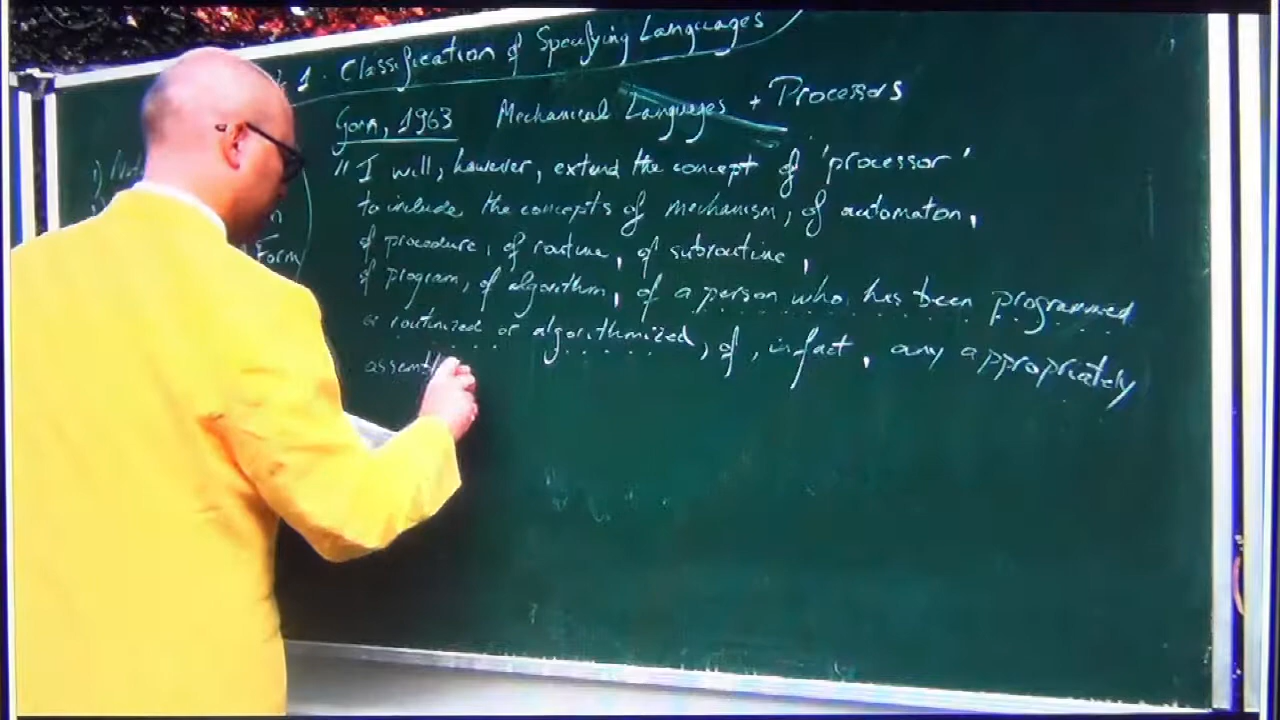 1. Classification of Specifying Languages
Gorn, 1963 Mechanical Languages + Processors
" I will, however, extend the concept of 'processor'
to include the concepts of mechanism, of automaton,
of procedure, of routine, of subroutine,
of program, of algorithm, of a person who has been programmed
or routinized or algorithmized, of, in fact, any appropriately
assembl
Form